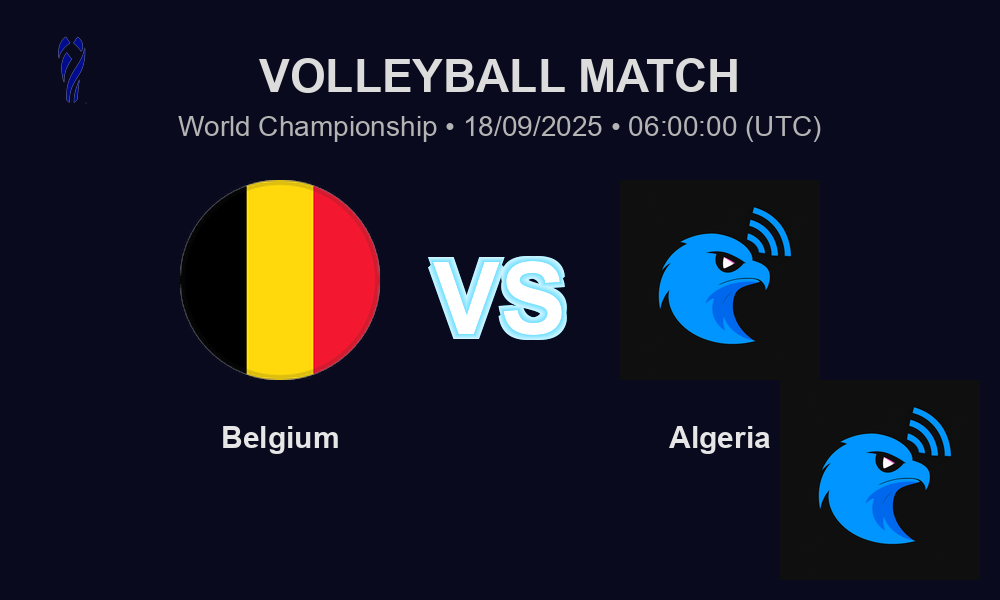 VOLLEYBALL MATCH
World Championship • 18/09/2025 • 06:00:00 (UTC)
VS
Belgium
Algeria